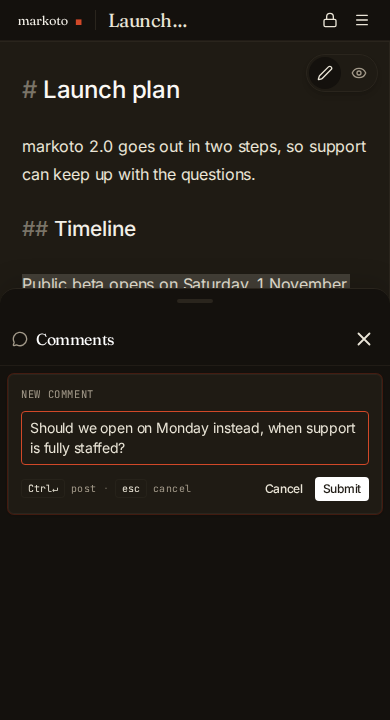 markoto
Launch...
# Launch plan
markoto 2.0 goes out in two steps, so support
can keep up with the questions.
## Timeline
Public beta opens on Saturday, 1 November
Comments
NEW COMMENT
Should we open on Monday instead, when support
is fully staffed?
Ctrl↵ post · esc cancel
Cancel
Submit